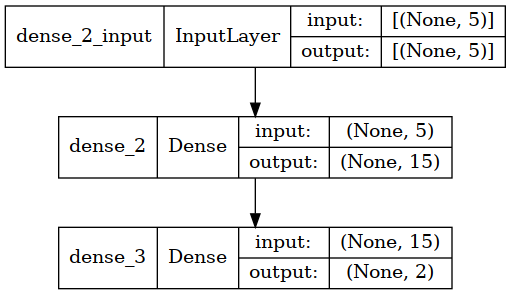 dense_2_input InputLayer input: [(None, 5)]
output: [(None, 5)]
dense_2 Dense input: (None, 5)
output: (None, 15)
dense_3 Dense input: (None, 15)
output: (None, 2)